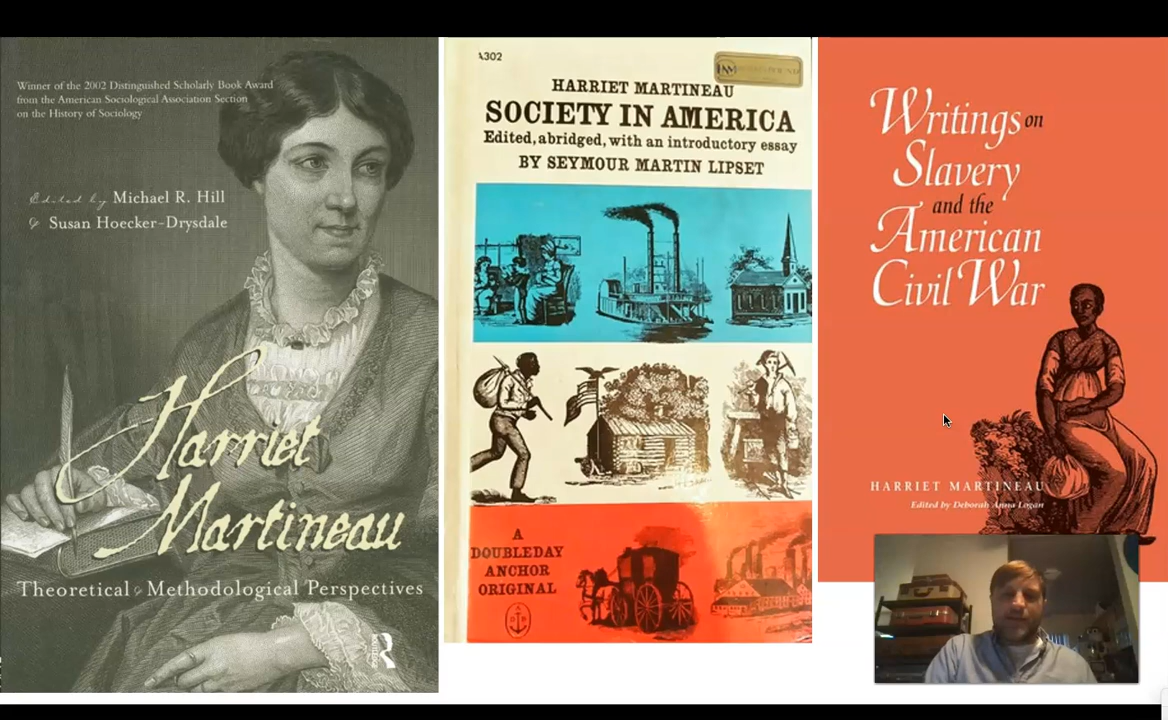 Winner of the 2002 Distinguished Scholarly Book Award
from the American Sociological Association Section
on the History of Sociology
Edited by Michael R. Hill
& Susan Hoecker-Drysdale
Harriet
Martineau
Theoretical & Methodological Perspectives
R
A302
HARRIET MARTINEAU
SOCIETY IN AMERICA
Edited, abridged, with an introductory essay
BY SEYMOUR MARTIN LIPSET
A
DOUBLEDAY
ANCHOR
ORIGINAL
Writings on
Slavery
and the
American
Civil War
HARRIET MARTINEAU
Edited by Deborah Anna Logan